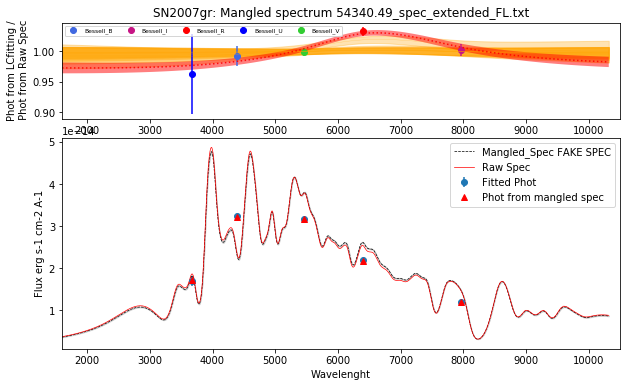 SN2007gr: Mangled spectrum 54340.49_spec_extended_FL.txt
Phot from LCfitting /
Phot from Raw Spec
Bessell_B Bessell_I Bessell_R Bessell_U Bessell_V
1.00
0.95
0.90
2000 3000 4000 5000 6000 7000 8000 9000 10000
1e−14
Mangled_Spec FAKE SPEC
Raw Spec
Fitted Phot
Phot from mangled spec
Flux erg s-1 cm-2 A-1
5
4
3
2
1
2000 3000 4000 5000 6000 7000 8000 9000 10000
Wavelenght